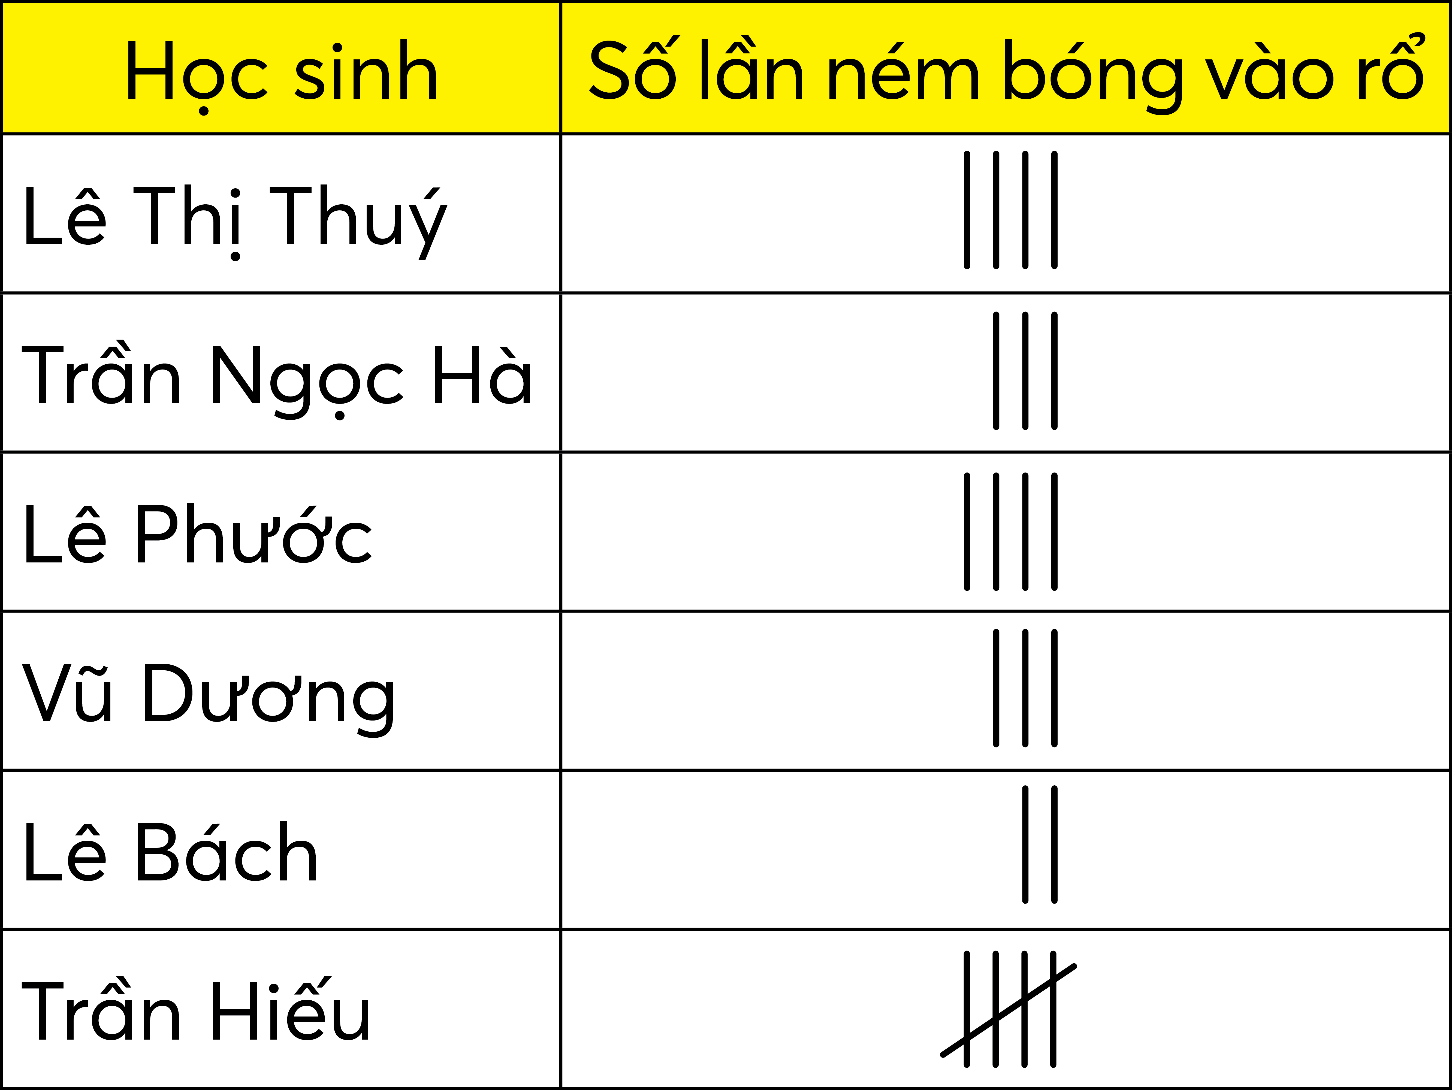 Học sinh Số lần ném bóng vào rổ
Lê Thị Thuý ||||
Trần Ngọc Hà |||
Lê Phước ||||
Vũ Dương |||
Lê Bách ||
Trần Hiếu